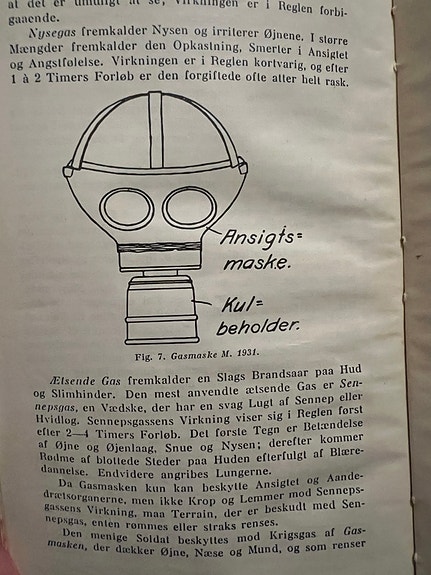 at det er umuligt at se, Virkningen er i Reglen forbi-
gaaende.
Nysegas fremkalder Nysen og irriterer Øjnene. I større
Mængder fremkalder den Opkastning, Smerter i Ansigtet
og Angstfølelse. Virkningen er i Reglen kortvarig, og efter
1 à 2 Timers Forløb er den forgiftede ofte atter helt rask.
Ansigts=
maske.
Kul=
beholder.
Fig. 7. Gasmaske M. 1931.
Ætsende Gas fremkalder en Slags Brandsaar paa Hud
og Slimhinder. Den mest anvendte ætsende Gas er Sen-
nepsgas, en Vædske, der har en svag Lugt af Sennep eller
Hvidløg. Sennepsgassens Virkning viser sig i Reglen først
efter 2—4 Timers Forløb. Det første Tegn er Betændelse
af Øjne og Øjenlaag, Snue og Nysen; derefter kommer
Rødme af blottede Steder paa Huden efterfulgt af Blære-
dannelse. Endvidere angribes Lungerne.
Da Gasmasken kun kan beskytte Ansigtet og Aande-
drætsorganerne, men ikke Krop og Lemmer mod Senneps-
gassens Virkning, maa Terrain, der er beskudt med Sen-
nepsgas, enten rømmes eller straks renses.
Den menige Soldat beskyttes mod Krigsgas af Gas-
masken, der dækker Øjne, Næse og Mund, og som renser